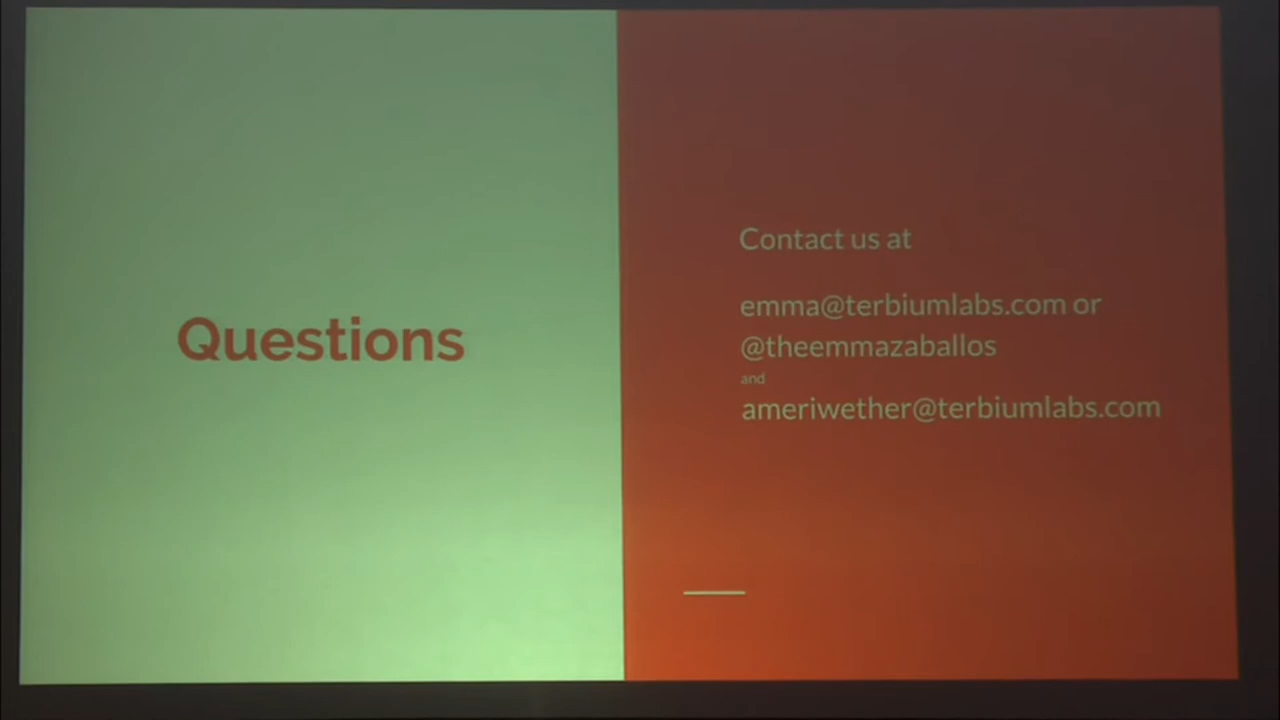 Questions
Contact us at
emma@terbiumlabs.com or
@theemmazaballos
and
ameriwether@terbiumlabs.com